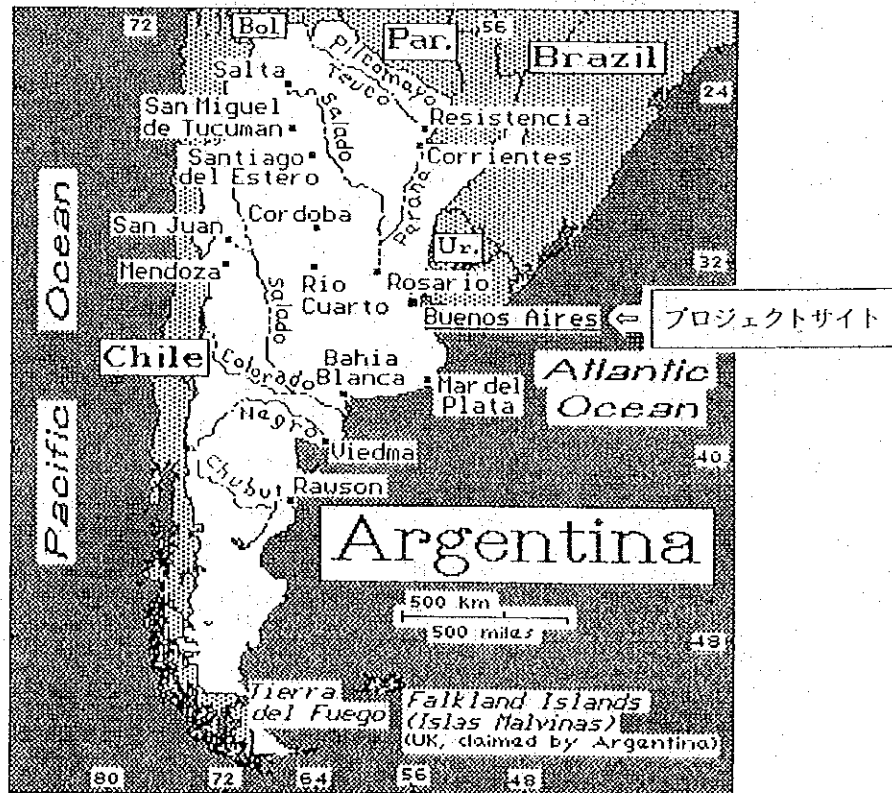 72
Bol
Par.
56
Brazil
Pilcomayo
Teuco
24
Salta
Salado
San Miguel
de Tucuman
Resistencia
Corrientes
Santiago
del Estero
Perana
Cordoba
San Juan
Ur.
32
Mendoza
Salado
Rio
Cuarto
Rosario
Buenos Aires
⇦
プロジェクトサイト
Chile
Colorado
Bahia
Blanca
Mar del
Plata
Atlantic
Ocean
Negro
Viedma
40
Chubut
Rawson
Pacific Ocean
Argentina
500 Km
500 miles
48
Tierra
del Fuego
Falkland Islands
(Islas Malvinas)
(UK, claimed by Argentina)
80
72
64
56
48